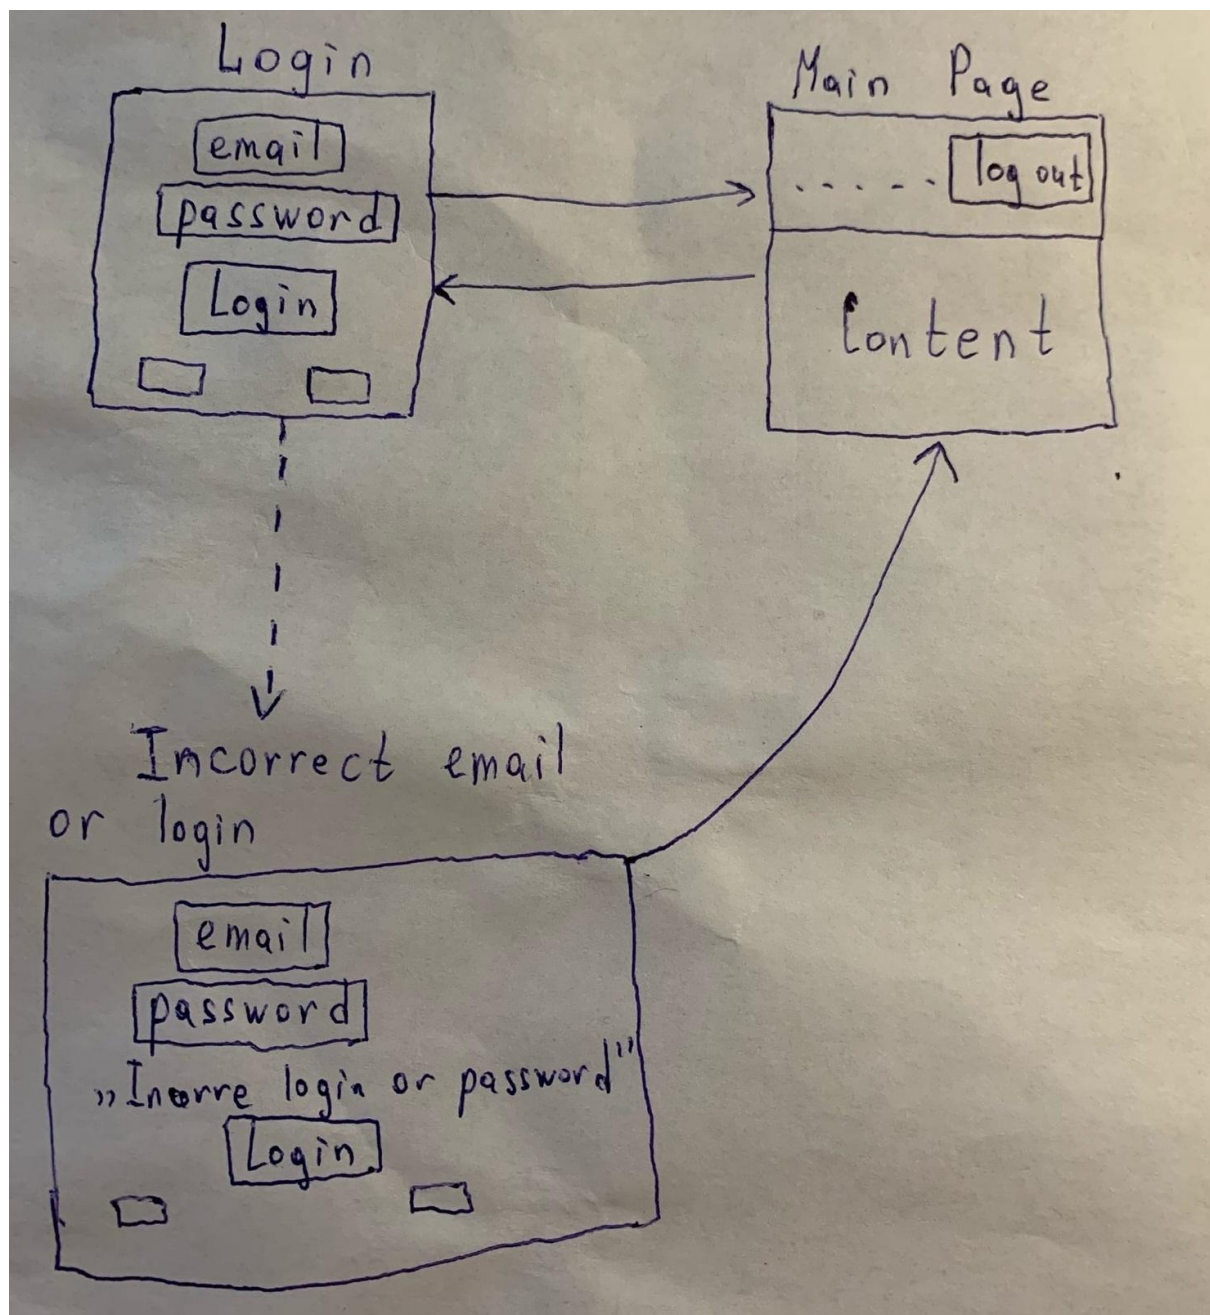 Login
email
password
Login
Main Page
..... log out
Content
Incorrect email
or login
email
password
„Incorre login or password”
Login